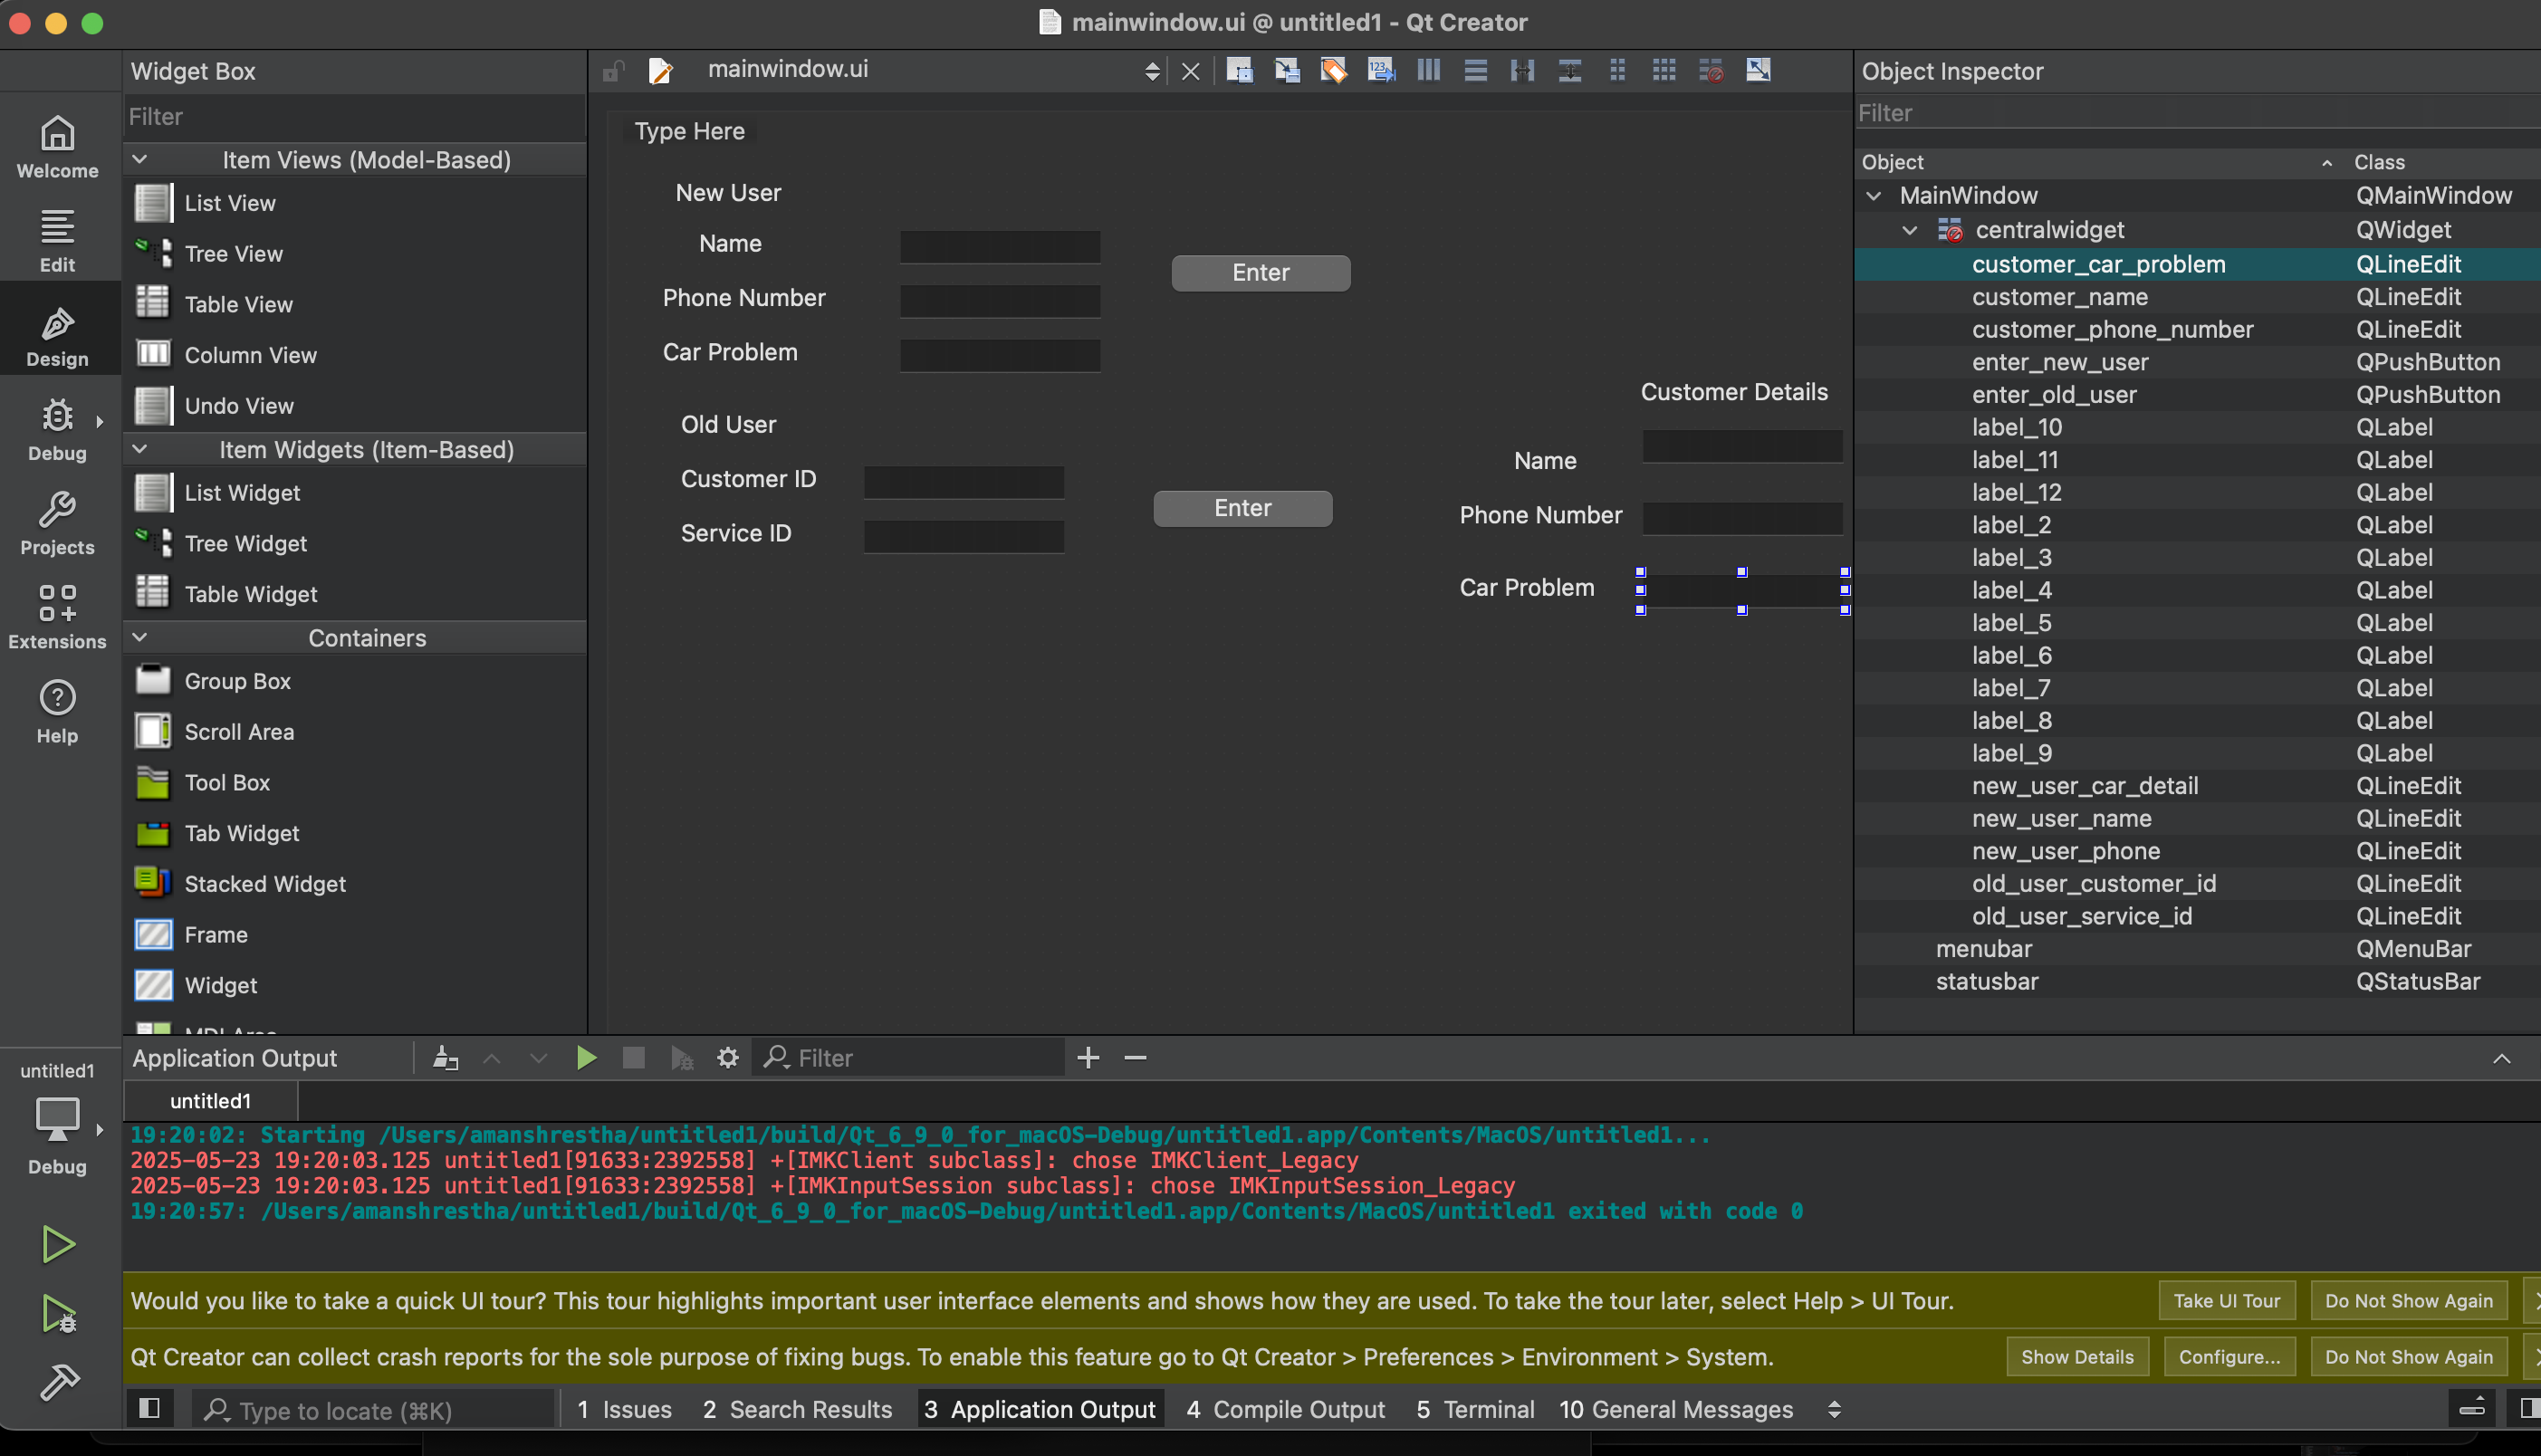 mainwindow.ui @ untitled1 - Qt Creator
Widget Box
mainwindow.ui
Object Inspector
Filter
Filter
Type Here
Object
Class
Welcome
Edit
Design
Debug
Projects
Extensions
Help
Item Views (Model-Based)
List View
Tree View
Table View
Column View
Undo View
Item Widgets (Item-Based)
List Widget
Tree Widget
Table Widget
Containers
Group Box
Scroll Area
Tool Box
Tab Widget
Stacked Widget
Frame
Widget
MDI Area
New User
Name
Enter
Phone Number
Car Problem
Old User
Customer ID
Enter
Service ID
Customer Details
Name
Phone Number
Car Problem
MainWindow QMainWindow
centralwidget QWidget
customer_car_problem QLineEdit
customer_name QLineEdit
customer_phone_number QLineEdit
enter_new_user QPushButton
enter_old_user QPushButton
label_10 QLabel
label_11 QLabel
label_12 QLabel
label_2 QLabel
label_3 QLabel
label_4 QLabel
label_5 QLabel
label_6 QLabel
label_7 QLabel
label_8 QLabel
label_9 QLabel
new_user_car_detail QLineEdit
new_user_name QLineEdit
new_user_phone QLineEdit
old_user_customer_id QLineEdit
old_user_service_id QLineEdit
menubar QMenuBar
statusbar QStatusBar
Application Output
Filter
untitled1
Debug
untitled1
19:20:02: Starting /Users/amanshrestha/untitled1/build/Qt_6_9_0_for_macOS-Debug/untitled1.app/Contents/MacOS/untitled1...
2025-05-23 19:20:03.125 untitled1[91633:2392558] +[IMKClient subclass]: chose IMKClient_Legacy
2025-05-23 19:20:03.125 untitled1[91633:2392558] +[IMKInputSession subclass]: chose IMKInputSession_Legacy
19:20:57: /Users/amanshrestha/untitled1/build/Qt_6_9_0_for_macOS-Debug/untitled1.app/Contents/MacOS/untitled1 exited with code 0
Would you like to take a quick UI tour? This tour highlights important user interface elements and shows how they are used. To take the tour later, select Help > UI Tour.
Take UI Tour
Do Not Show Again
Qt Creator can collect crash reports for the sole purpose of fixing bugs. To enable this feature go to Qt Creator > Preferences > Environment > System.
Show Details
Configure...
Do Not Show Again
Type to locate (⌘K)
1 Issues
2 Search Results
3 Application Output
4 Compile Output
5 Terminal
10 General Messages